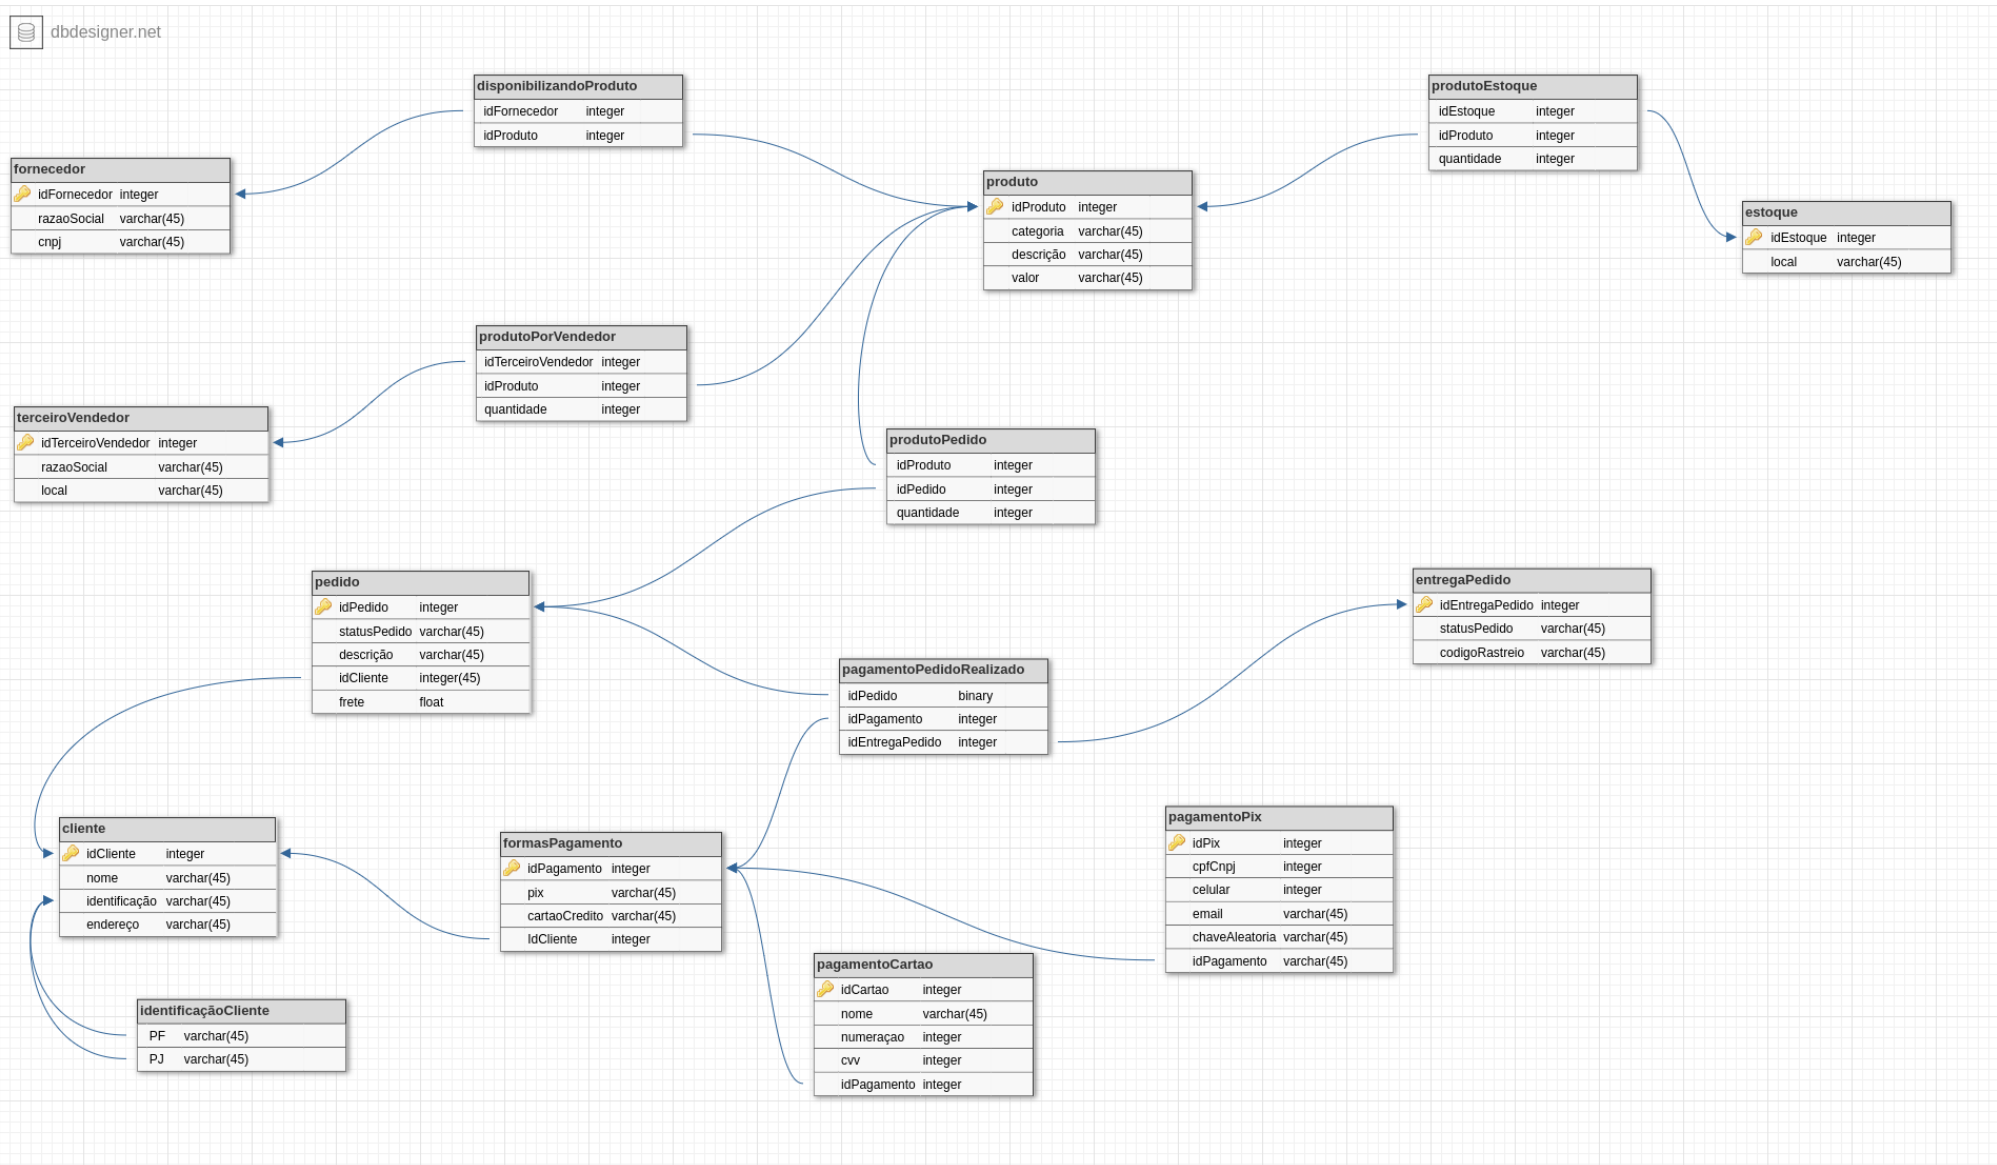 dbdesigner.net
disponibilizandoProduto
idFornecedor integer
idProduto integer
produtoEstoque
idEstoque integer
idProduto integer
quantidade integer
fornecedor
idFornecedor integer
razaoSocial varchar(45)
cnpj varchar(45)
produto
idProduto integer
categoria varchar(45)
descrição varchar(45)
valor varchar(45)
estoque
idEstoque integer
local varchar(45)
produtoPorVendedor
idTerceiroVendedor integer
idProduto integer
quantidade integer
terceiroVendedor
idTerceiroVendedor integer
razaoSocial varchar(45)
local varchar(45)
produtoPedido
idProduto integer
idPedido integer
quantidade integer
pedido
idPedido integer
statusPedido varchar(45)
descrição varchar(45)
idCliente integer(45)
frete float
entregaPedido
idEntregaPedido integer
statusPedido varchar(45)
codigoRastreio varchar(45)
pagamentoPedidoRealizado
idPedido binary
idPagamento integer
idEntregaPedido integer
cliente
idCliente integer
nome varchar(45)
identificação varchar(45)
endereço varchar(45)
formasPagamento
idPagamento integer
pix varchar(45)
cartaoCredito varchar(45)
IdCliente integer
pagamentoPix
idPix integer
cpfCnpj integer
celular integer
email varchar(45)
chaveAleatoria varchar(45)
idPagamento varchar(45)
pagamentoCartao
idCartao integer
nome varchar(45)
numeraçao integer
cvv integer
idPagamento integer
identificaçãoCliente
PF varchar(45)
PJ varchar(45)